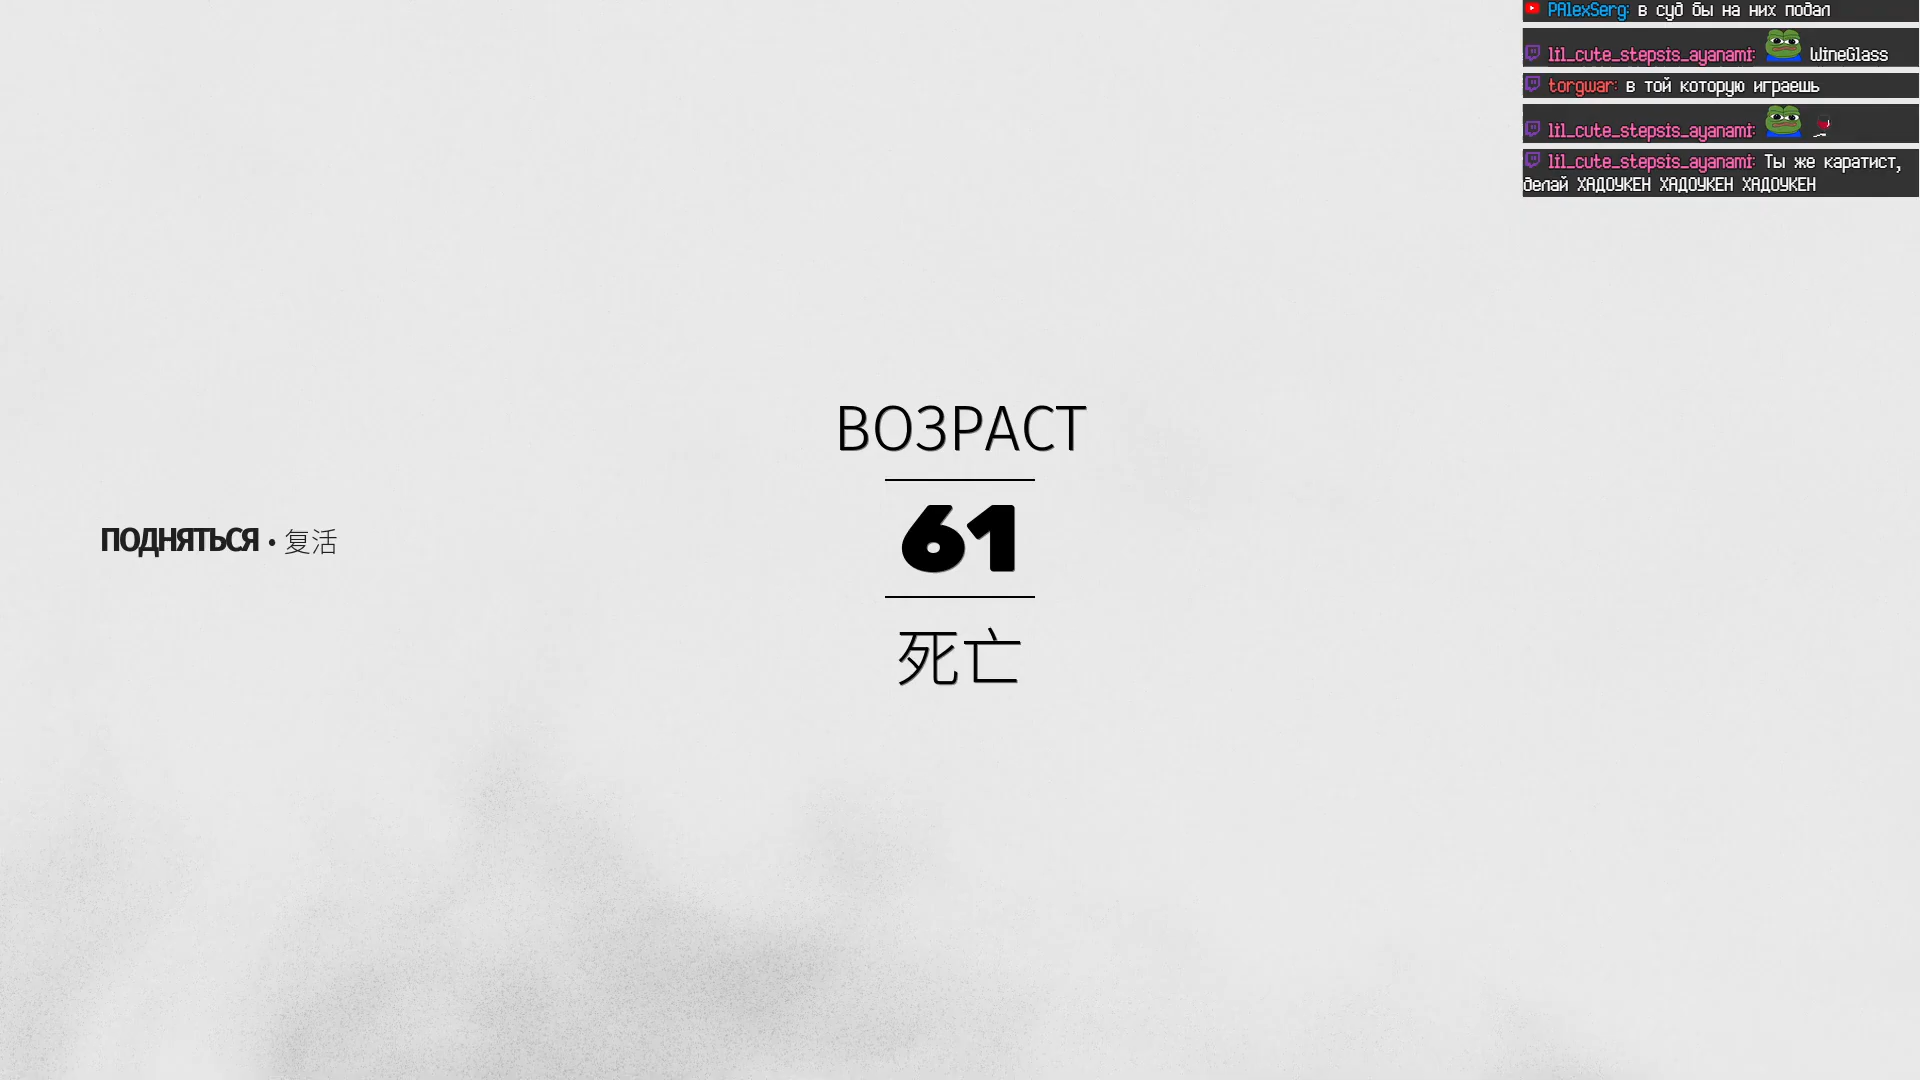 PAlexSerg: в суд бы на них подал
lil_cute_stepsis_ayanami: WineGlass
torgwar: в той которую играешь
lil_cute_stepsis_ayanami:
lil_cute_stepsis_ayanami: Ты же каратист,
делай ХАДОУКЕН ХАДОУКЕН ХАДОУКЕН
ВОЗРАСТ
61
死亡
ПОДНЯТЬСЯ • 复活